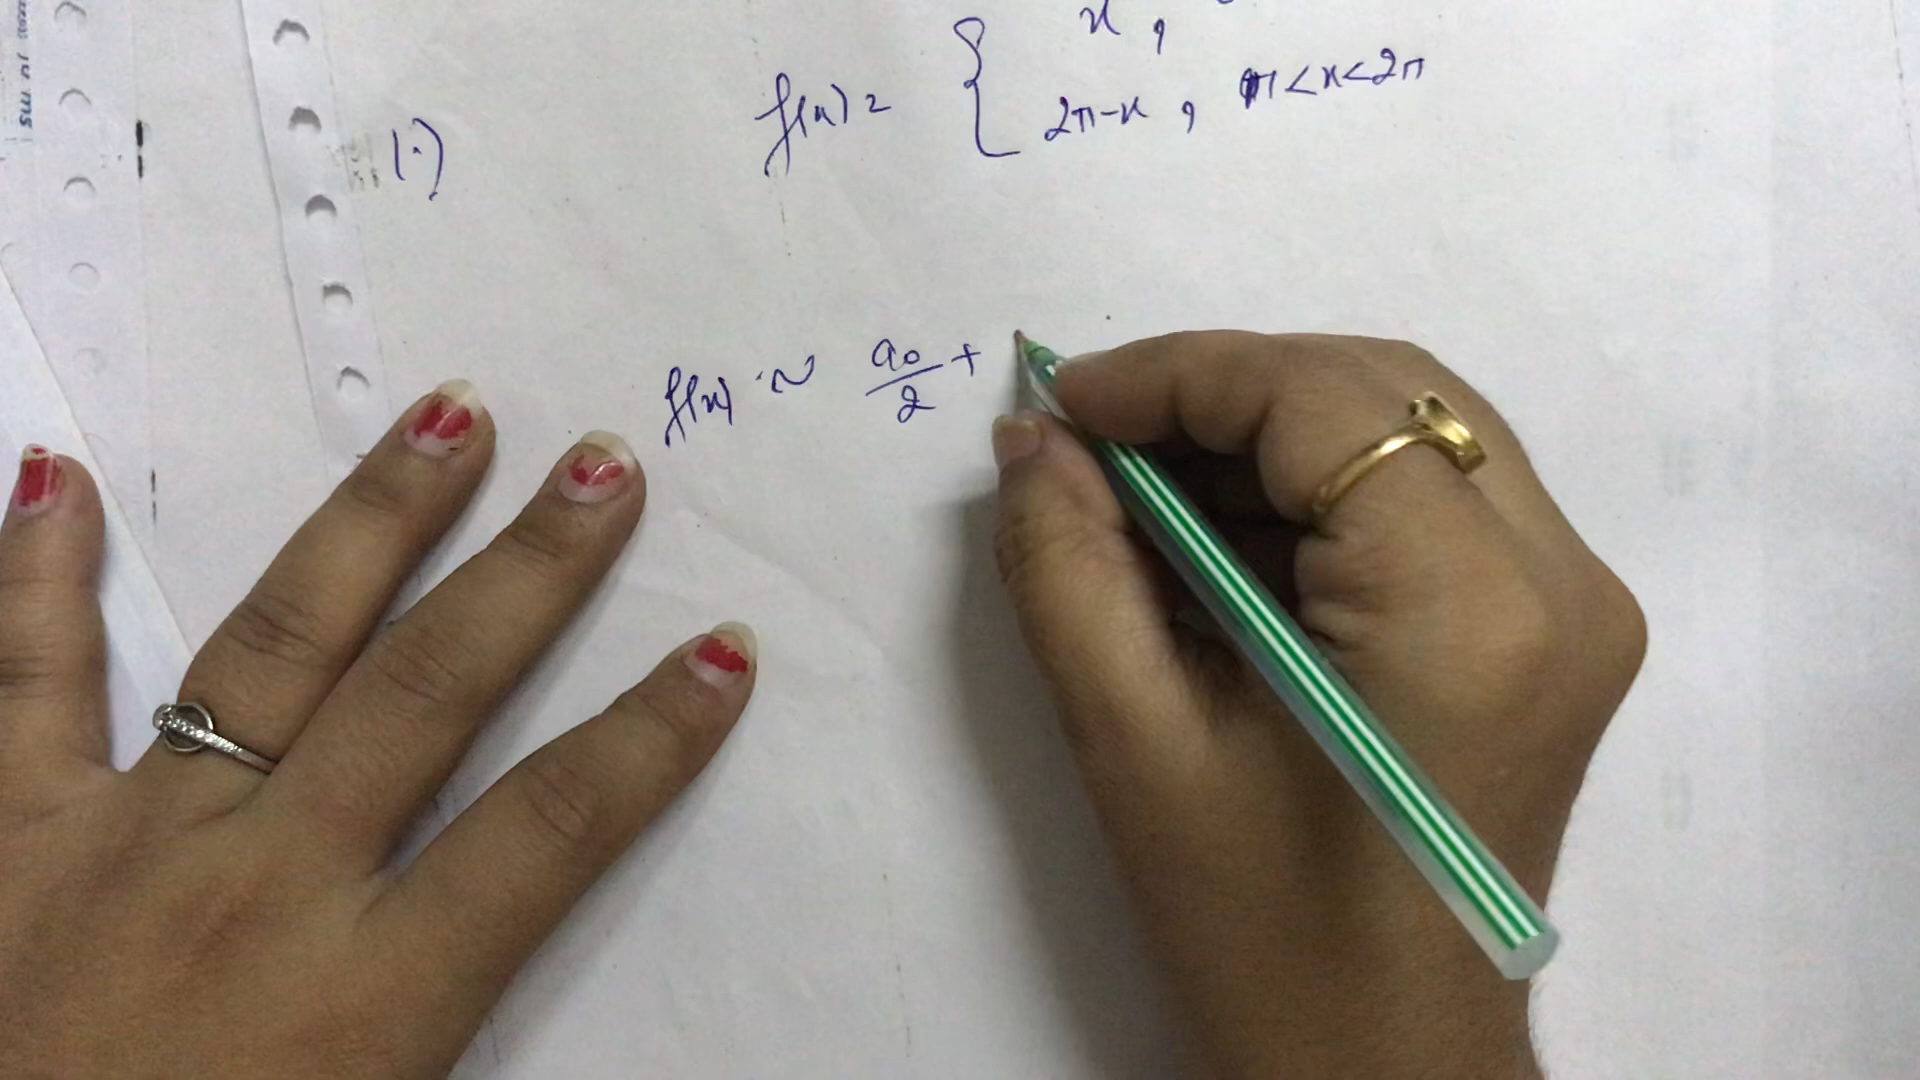 x ,
f(x) = { 2π-x , π<x<2π
(.)
f(x) ~ a0/2 +